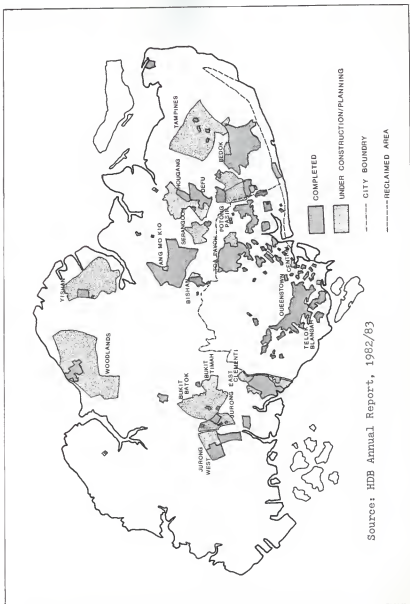 WOODLANDS
YISHUN
ANG MO KIO
BISHAN
SERANGOON
HOUGANG
DEFU
TAMPINES
BEDOK
POTONG
PASIR
TOA PAYOH
BUKIT
BATOK
BUKIT
TIMAH
JURONG
WEST
JURONG EAST
CLEMENTI
QUEENSTOWN
CENTRAL
TELOK
BLANGAH
COMPLETED
UNDER CONSTRUCTION/PLANNING
CITY BOUNDRY
RECLAIMED AREA
Source: HDB Annual Report, 1982/83